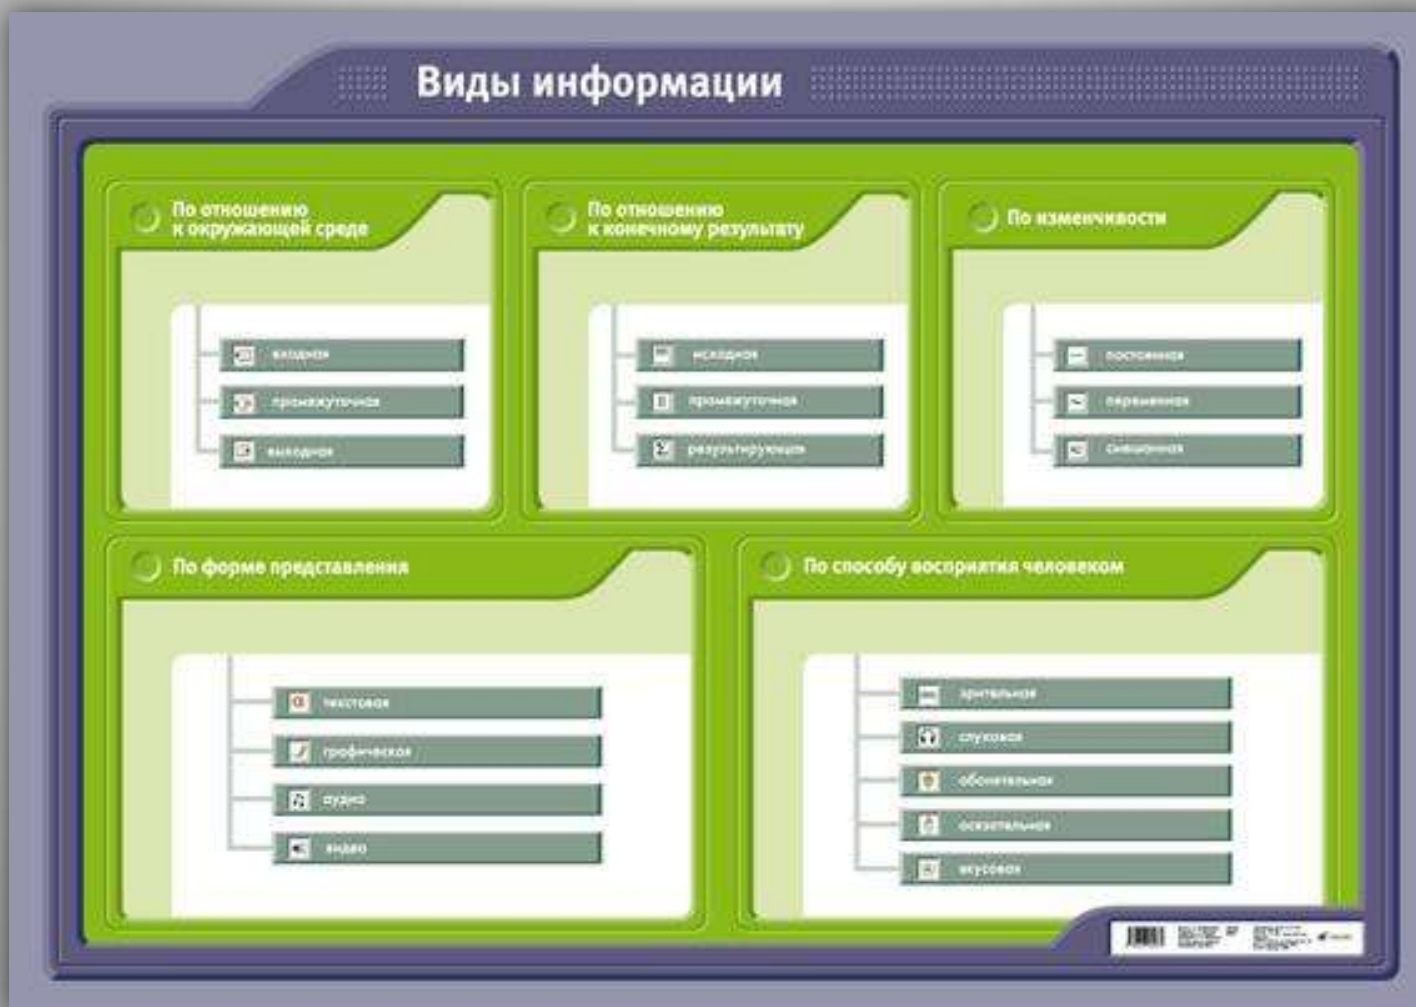 Виды информации
По отношению
к окружающей среде
входная
промежуточная
выходная
По отношению
к конечному результату
исходная
промежуточная
результирующая
По изменчивости
постоянная
переменная
смешанная
По форме представления
текстовая
графическая
аудио
видео
По способу восприятия человеком
зрительная
слуховая
обонятельная
осязательная
вкусовая